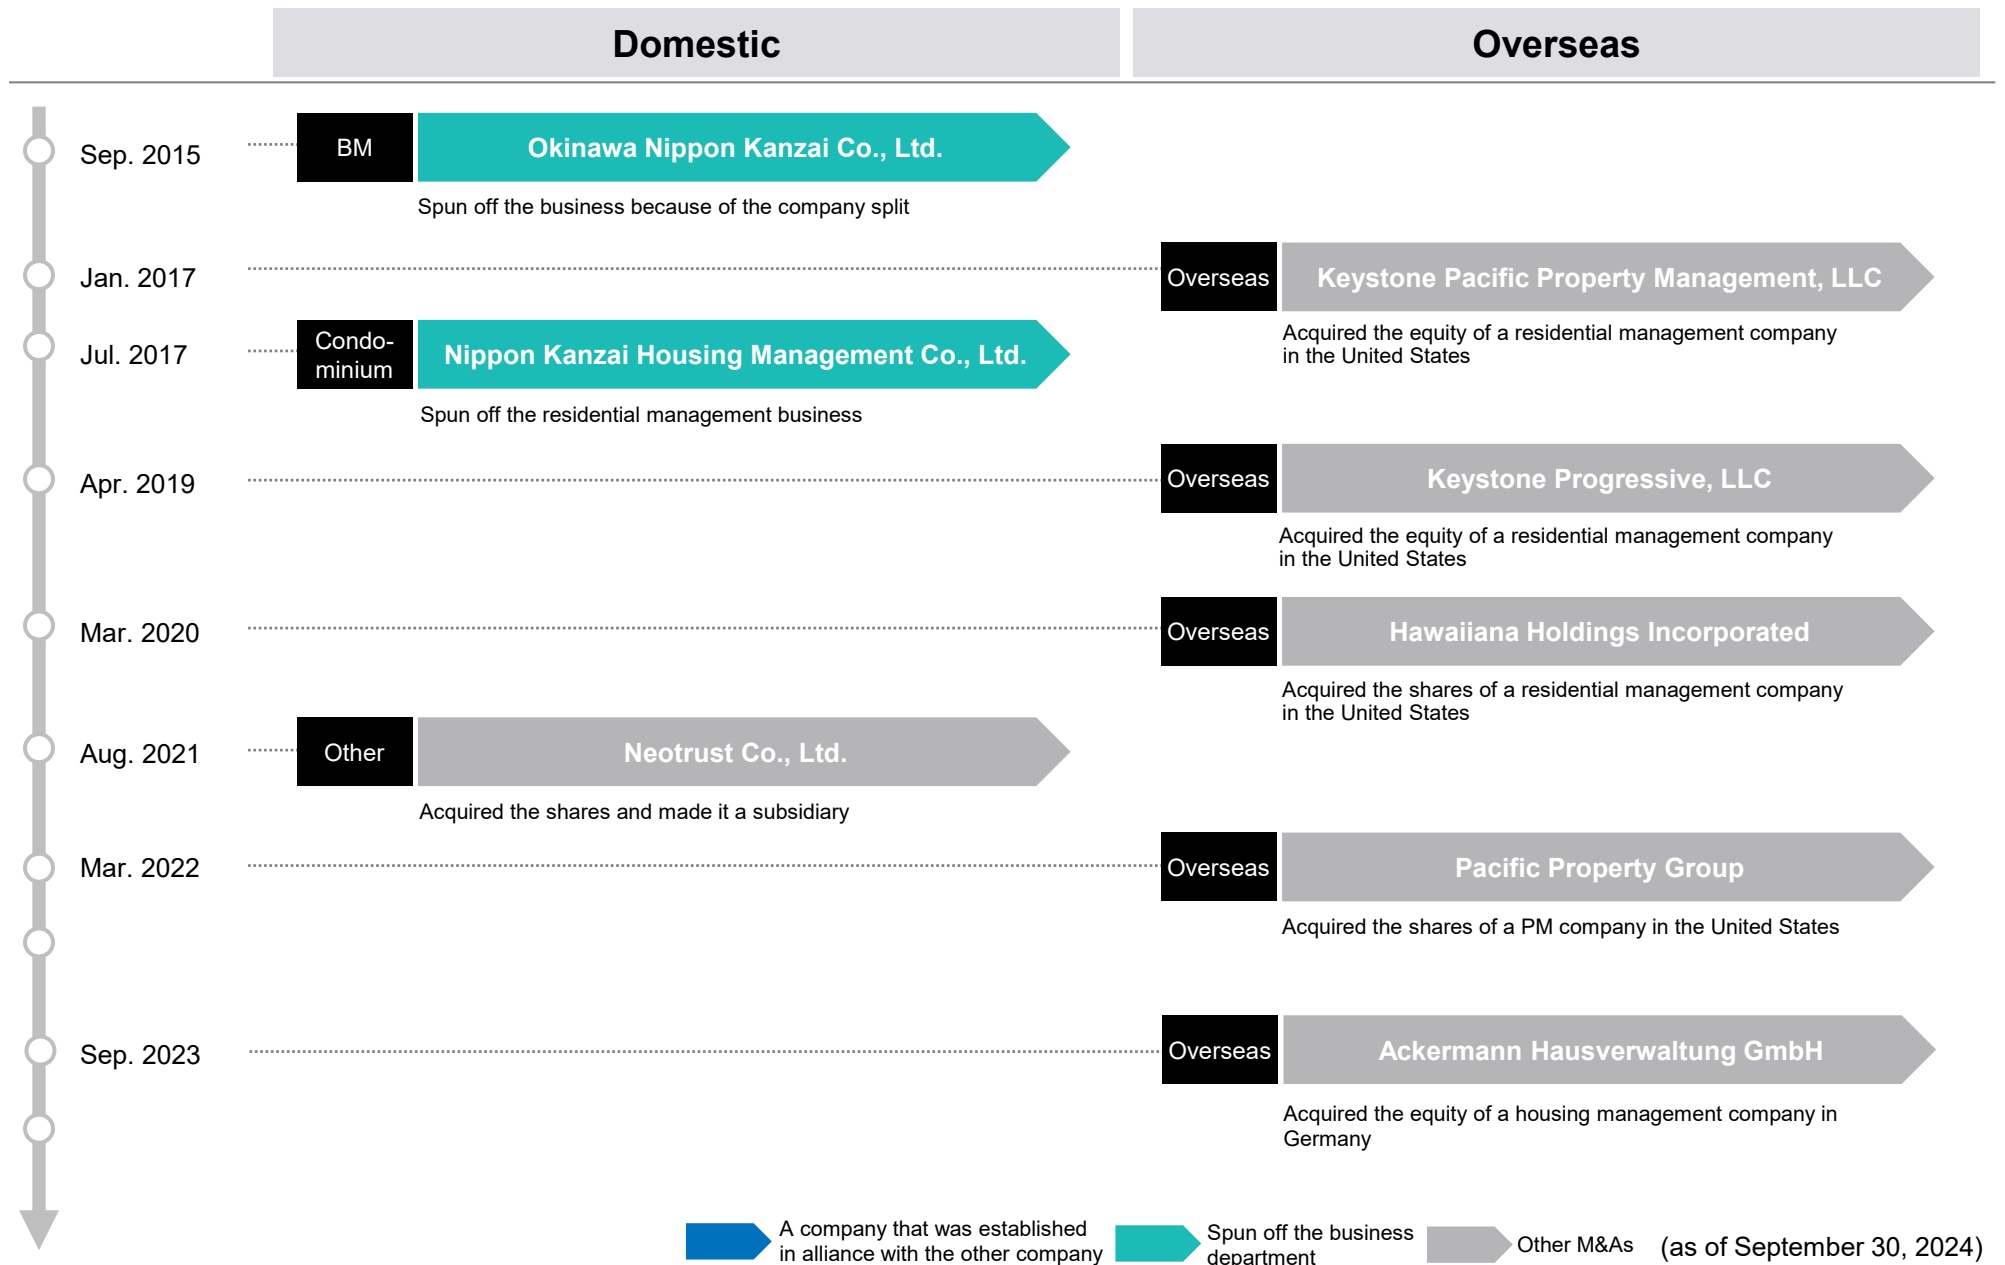 Domestic
Overseas
Sep. 2015
BM
Okinawa Nippon Kanzai Co., Ltd.
Spun off the business because of the company split
Jan. 2017
Overseas
Keystone Pacific Property Management, LLC
Acquired the equity of a residential management company
in the United States
Jul. 2017
Condo-
minium
Nippon Kanzai Housing Management Co., Ltd.
Spun off the residential management business
Apr. 2019
Overseas
Keystone Progressive, LLC
Acquired the equity of a residential management company
in the United States
Mar. 2020
Overseas
Hawaiiana Holdings Incorporated
Acquired the shares of a residential management company
in the United States
Aug. 2021
Other
Neotrust Co., Ltd.
Acquired the shares and made it a subsidiary
Mar. 2022
Overseas
Pacific Property Group
Acquired the shares of a PM company in the United States
Sep. 2023
Overseas
Ackermann Hausverwaltung GmbH
Acquired the equity of a housing management company in
Germany
A company that was established
in alliance with the other company
Spun off the business
department
Other M&As
(as of September 30, 2024)